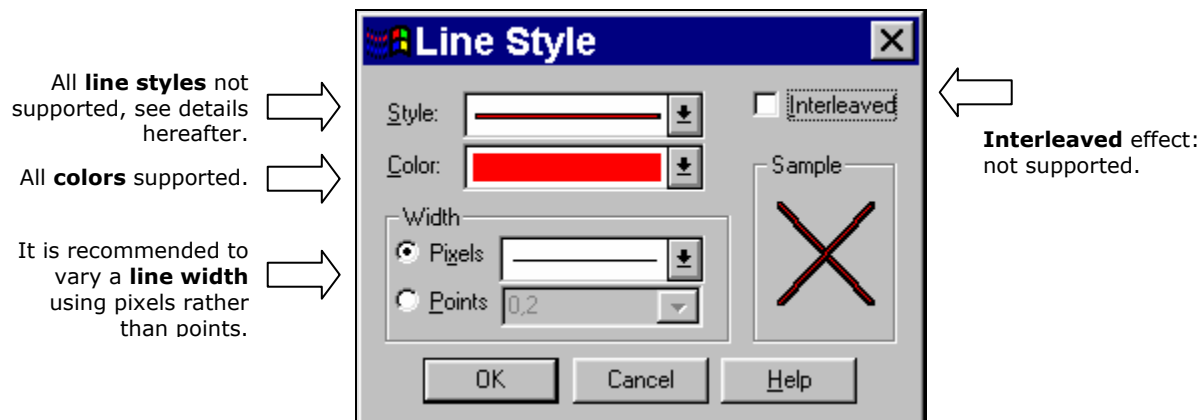 Line Style
All line styles not
supported, see details
hereafter.
Style:
Interleaved
Interleaved effect:
not supported.
All colors supported.
Color:
Sample
Width
It is recommended to
vary a line width
using pixels rather
than points.
Pixels
Points
0,2
OK
Cancel
Help